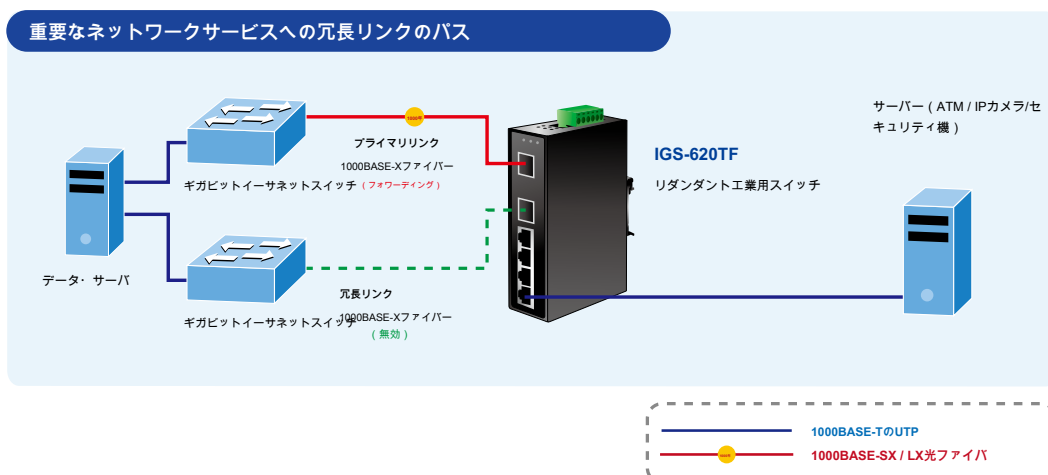 重要なネットワークサービスへの冗長リンクのパス
サーバー ( ATM / IPカメラ/セ
キュリティ機 )
プライマリリンク
1000BASE-Xファイバー
( フォワーディング )
IGS-620TF
リダンダント工業用スイッチ
ギガビットイーサネットスイッチ
データ・サーバ
冗長リンク
1000BASE-Xファイバー
( 無効 )
ギガビットイーサネットスイッチ
1000BASE-TのUTP
1000BASE-SX / LX光ファイバ